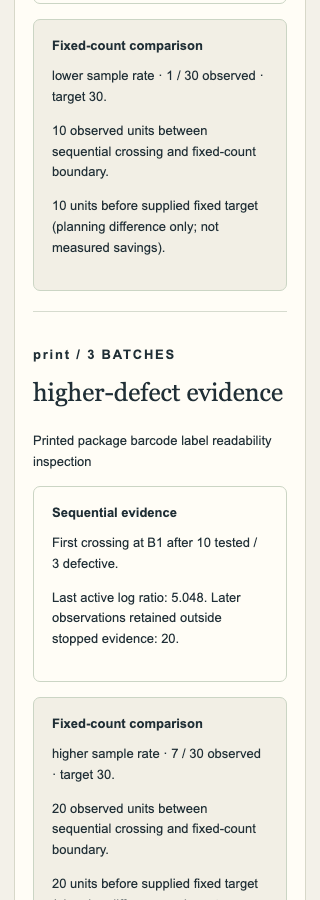 Fixed-count comparison
lower sample rate · 1 / 30 observed ·
target 30.
10 observed units between
sequential crossing and fixed-count
boundary.
10 units before supplied fixed target
(planning difference only; not
measured savings).
print / 3 BATCHES
higher-defect evidence
Printed package barcode label readability
inspection
Sequential evidence
First crossing at B1 after 10 tested /
3 defective.
Last active log ratio: 5.048. Later
observations retained outside
stopped evidence: 20.
Fixed-count comparison
higher sample rate · 7 / 30 observed
· target 30.
20 observed units between
sequential crossing and fixed-count
boundary.
20 units before supplied fixed target